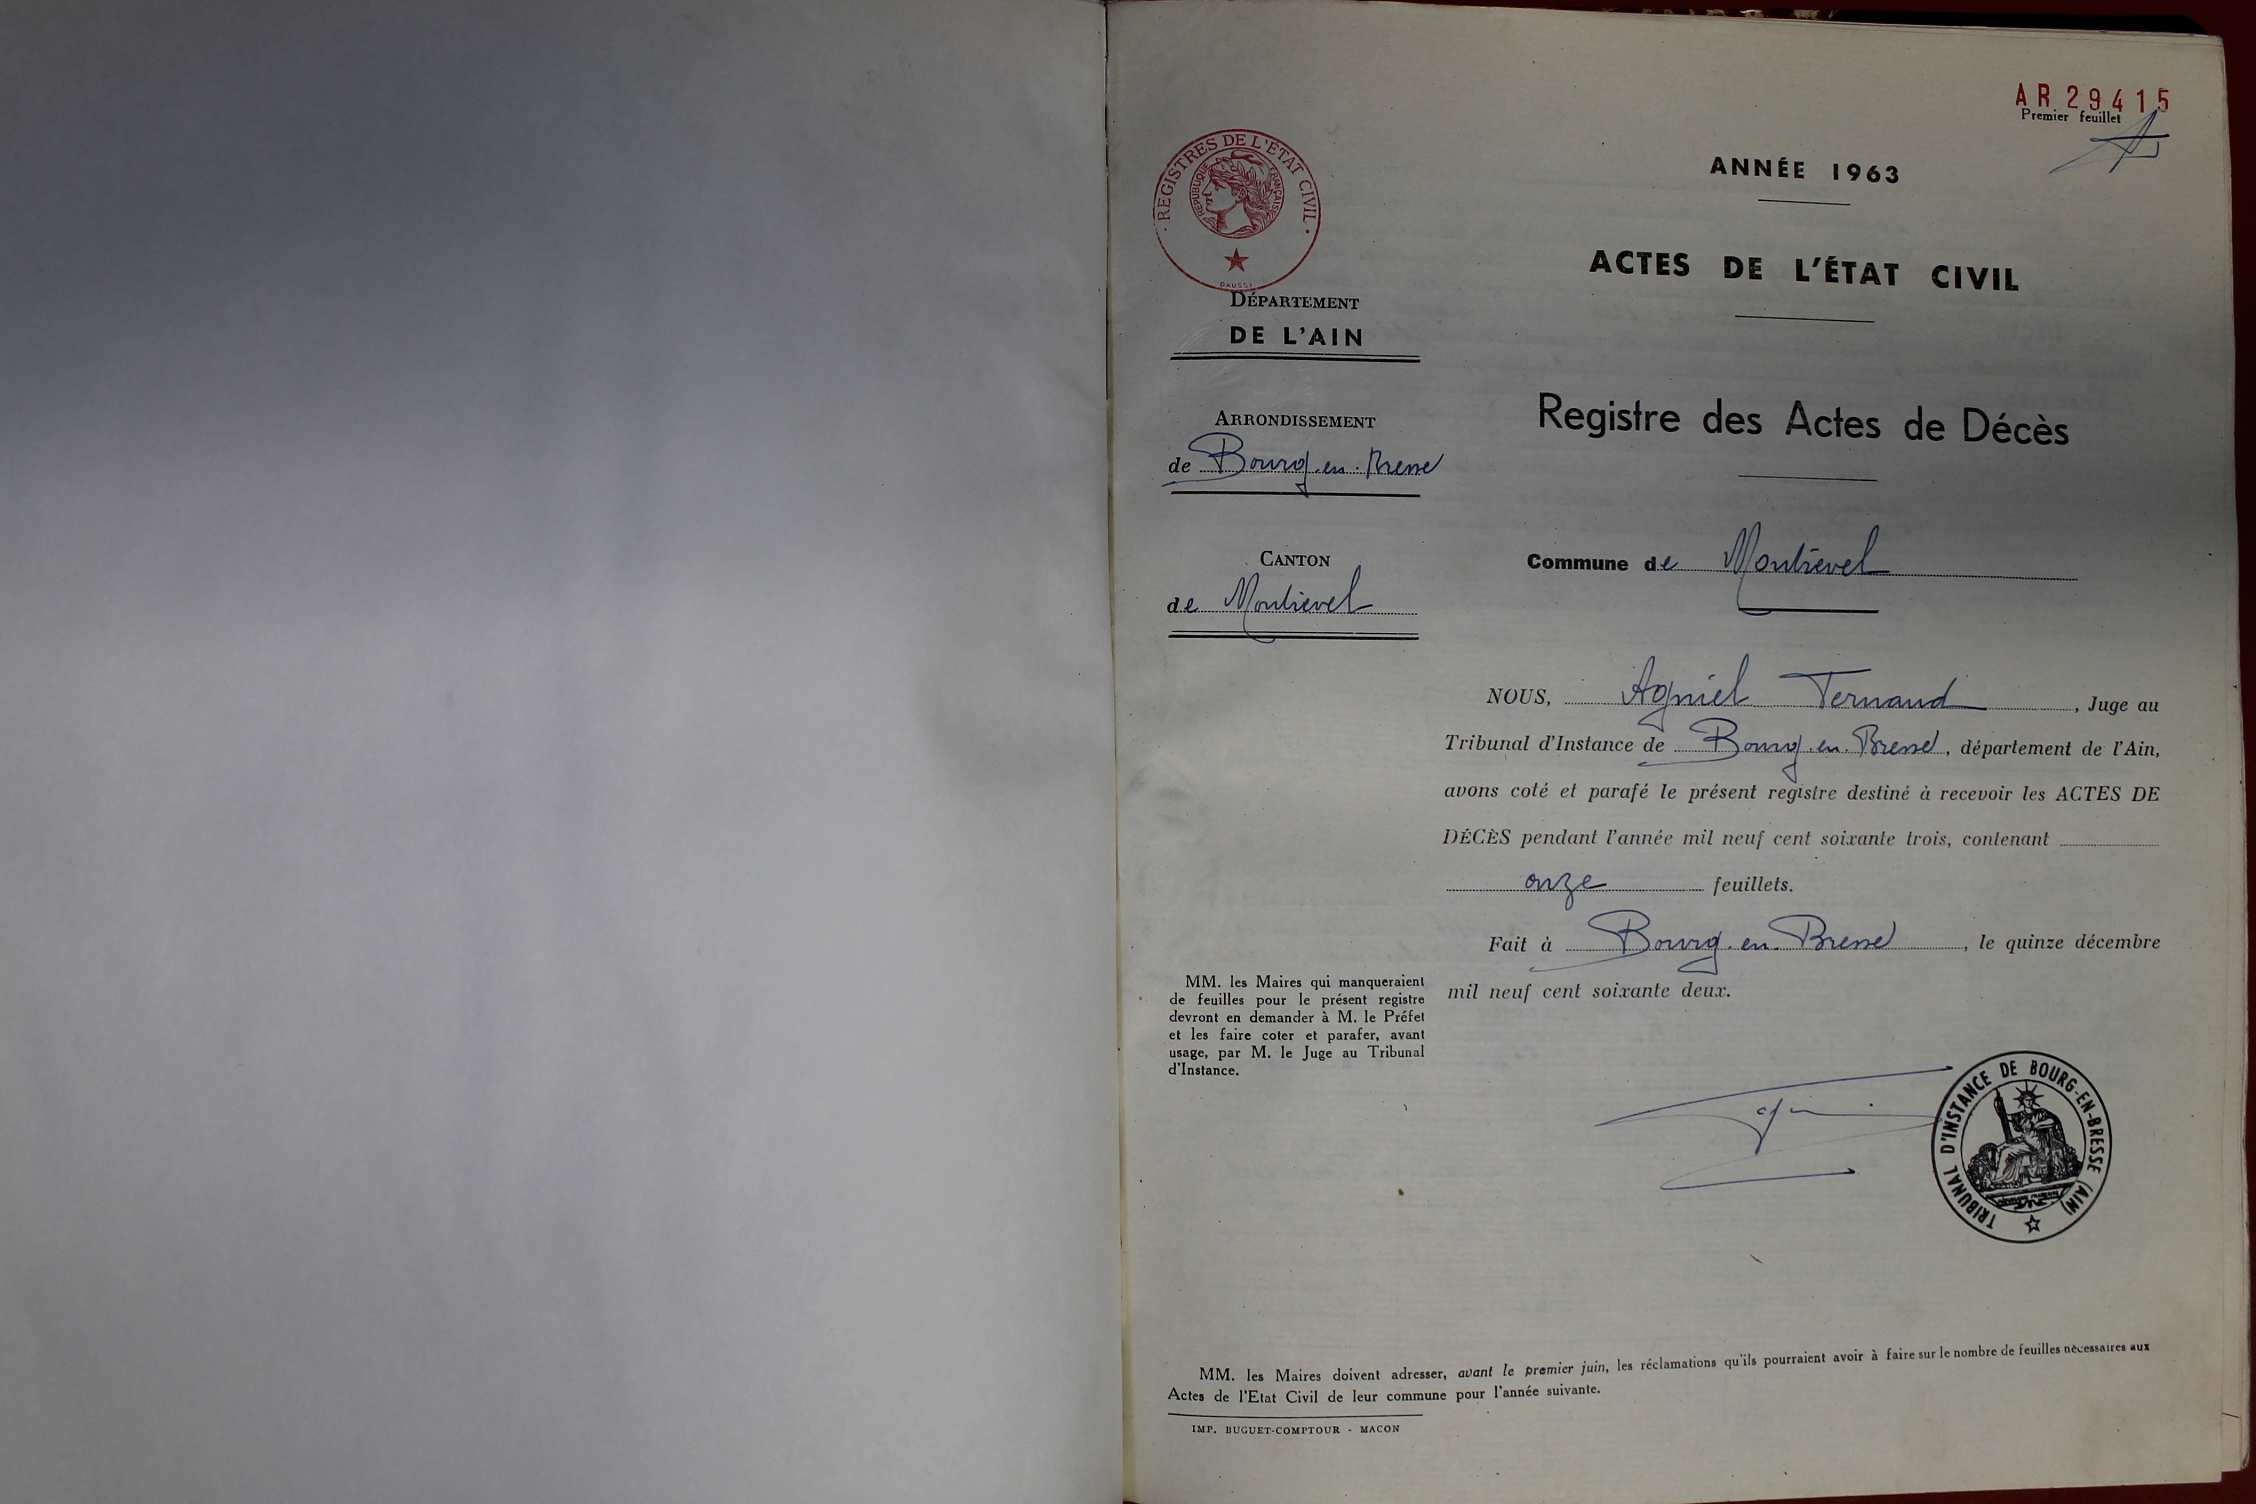 AR 29415
Premier feuillet
ANNÉE 1963
ACTES DE L'ÉTAT CIVIL
Registre des Actes de Décès
Commune de Montrevel
· REGISTRES DE L'ÉTAT CIVIL ·
RÉPUBLIQUE FRANÇAISE
DAUSSY
DÉPARTEMENT
DE L'AIN
ARRONDISSEMENT
de Bourg-en-Bresse
CANTON
de Montrevel
NOUS, Agniel Fernand, Juge au
Tribunal d'Instance de Bourg-en-Bresse, département de l'Ain,
avons coté et parafé le présent registre destiné à recevoir les ACTES DE
DÉCÈS pendant l'année mil neuf cent soixante trois, contenant
onze feuillets.
Fait à Bourg-en-Bresse, le quinze décembre
mil neuf cent soixante deux.
MM. les Maires qui manqueraient
de feuilles pour le présent registre
devront en demander à M. le Préfet
et les faire coter et parafer, avant
usage, par M. le Juge au Tribunal
d'Instance.
TRIBUNAL D'INSTANCE DE BOURG-EN-BRESSE (AIN)
MM. les Maires doivent adresser, avant le premier juin, les réclamations qu'ils pourraient avoir à faire sur le nombre de feuilles nécessaires aux
Actes de l'Etat Civil de leur commune pour l'année suivante.
IMP. BUGUET-COMPTOUR - MACON